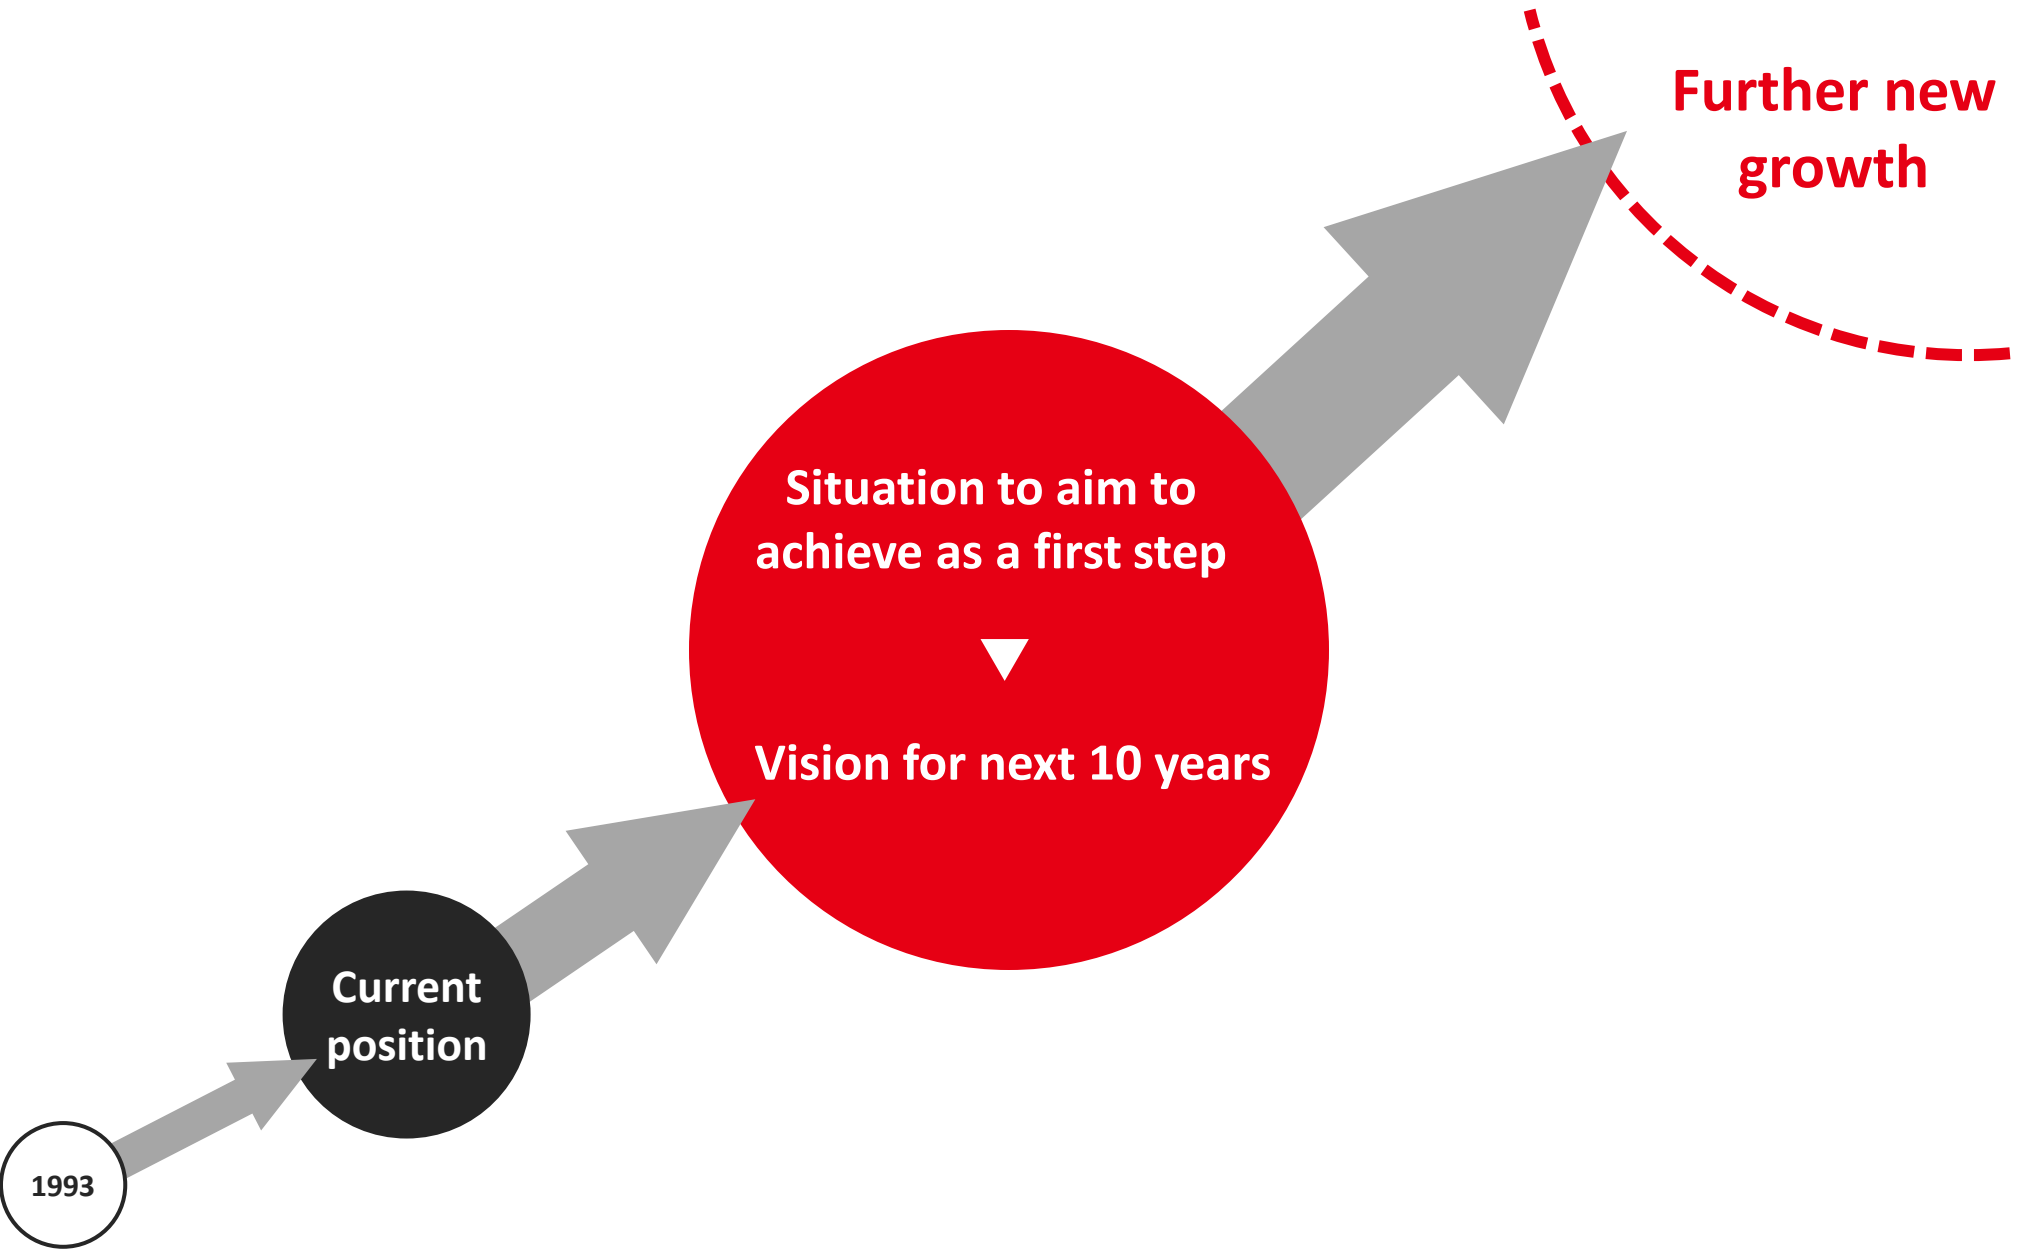 Further new
growth
Situation to aim to
achieve as a first step
Vision for next 10 years
Current
position
1993